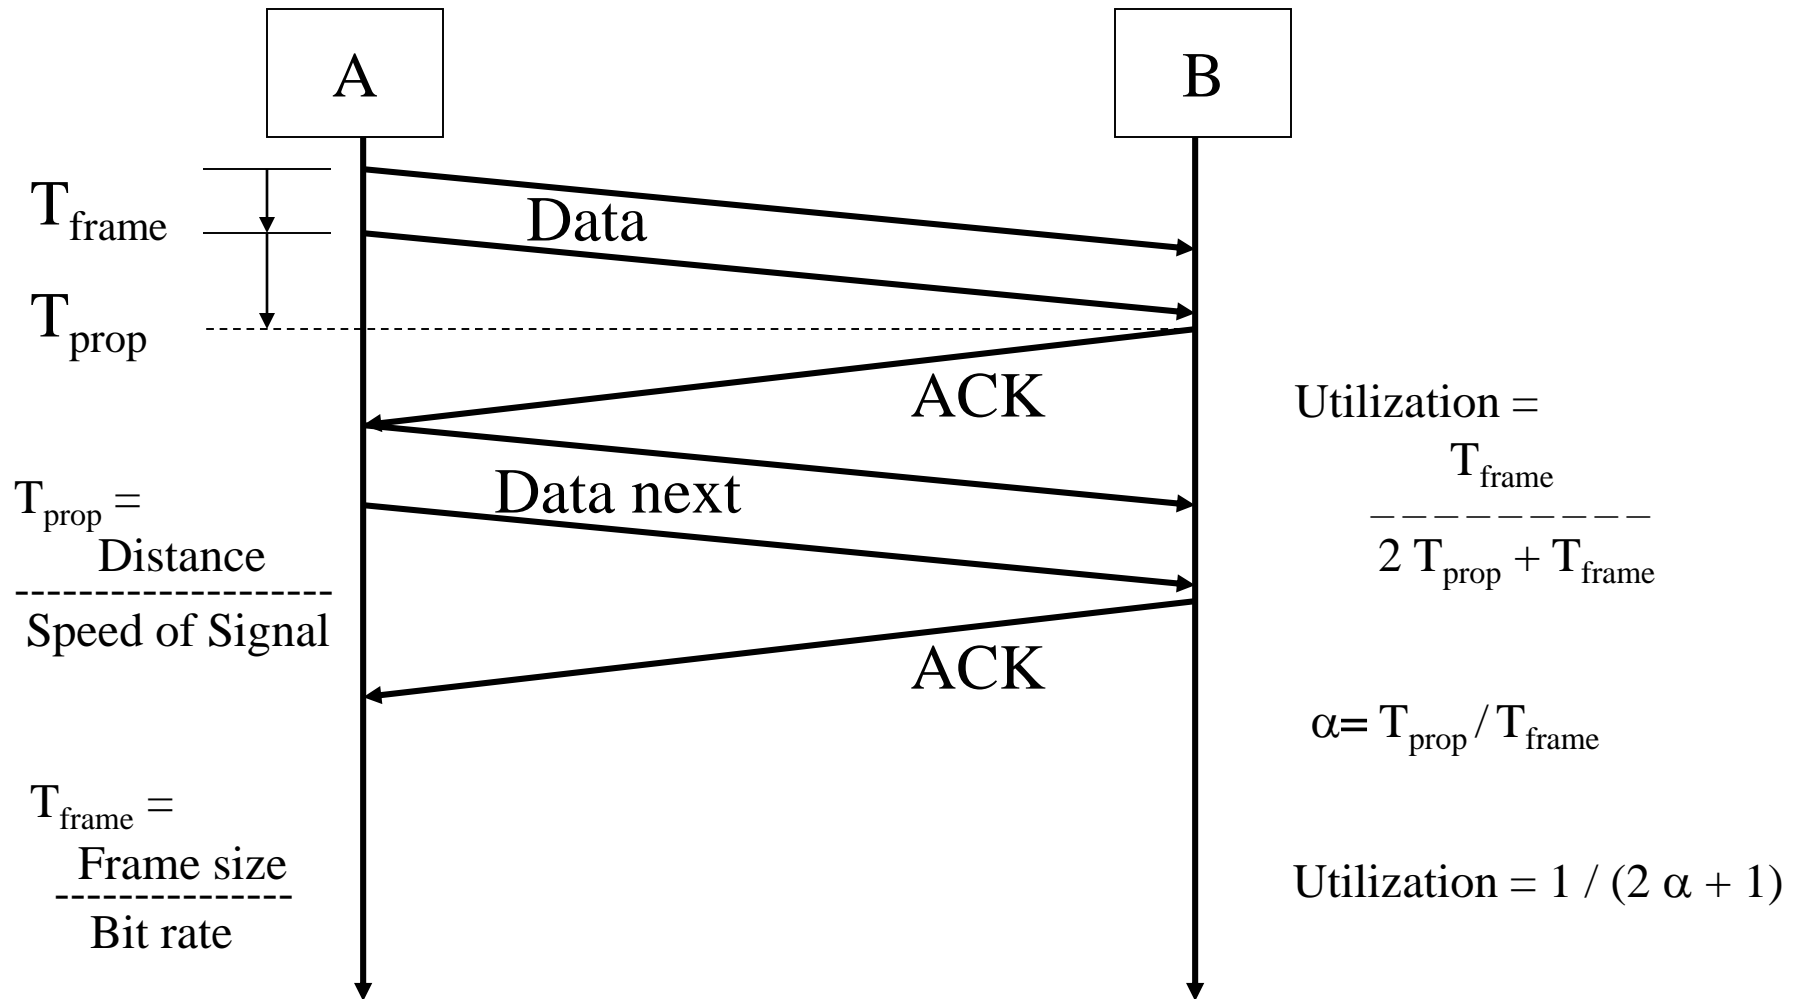 A
B
T_frame
Data
T_prop
ACK
Utilization =
T_frame
_ _ _ _ _ _ _ _ _
2 T_prop + T_frame
Data next
T_prop =
Distance
--------------------
Speed of Signal
ACK
α= T_prop / T_frame
T_frame =
Frame size
---------------
Bit rate
Utilization = 1 / (2 α + 1)